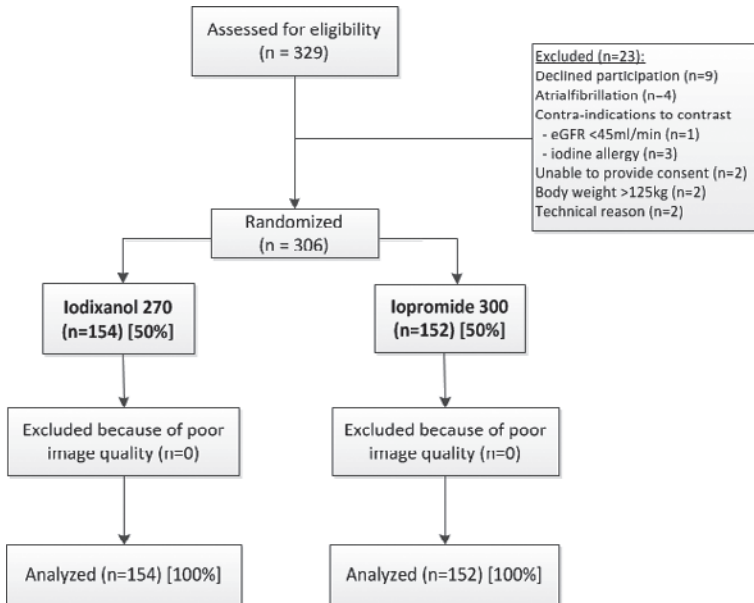 Assessed for eligibility
(n = 329)
Excluded (n=23):
Declined participation (n=9)
Atrialfibrillation (n=4)
Contra-indications to contrast
- eGFR <45ml/min (n=1)
- iodine allergy (n=3)
Unable to provide consent (n=2)
Body weight >125kg (n=2)
Technical reason (n=2)
Randomized
(n = 306)
Iodixanol 270
(n=154) [50%]
Iopromide 300
(n=152) [50%]
Excluded because of poor
image quality (n=0)
Excluded because of poor
image quality (n=0)
Analyzed (n=154) [100%]
Analyzed (n=152) [100%]